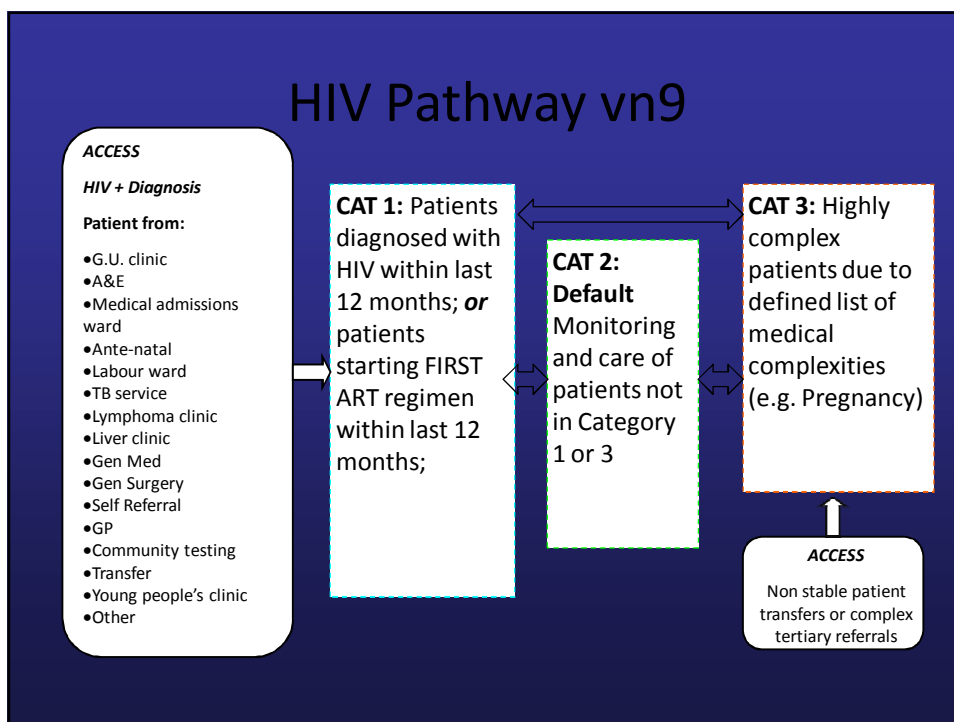 HIV Pathway vn9
ACCESS
HIV + Diagnosis
Patient from:
•G.U. clinic
•A&E
•Medical admissions
ward
•Ante-natal
•Labour ward
•TB service
•Lymphoma clinic
•Liver clinic
•Gen Med
•Gen Surgery
•Self Referral
•GP
•Community testing
•Transfer
•Young people’s clinic
•Other
CAT 1: Patients
diagnosed with
HIV within last
12 months; or
patients
starting FIRST
ART regimen
within last 12
months;
CAT 2:
Default
Monitoring
and care of
patients not
in Category
1 or 3
CAT 3: Highly
complex
patients due to
defined list of
medical
complexities
(e.g. Pregnancy)
ACCESS
Non stable patient
transfers or complex
tertiary referrals